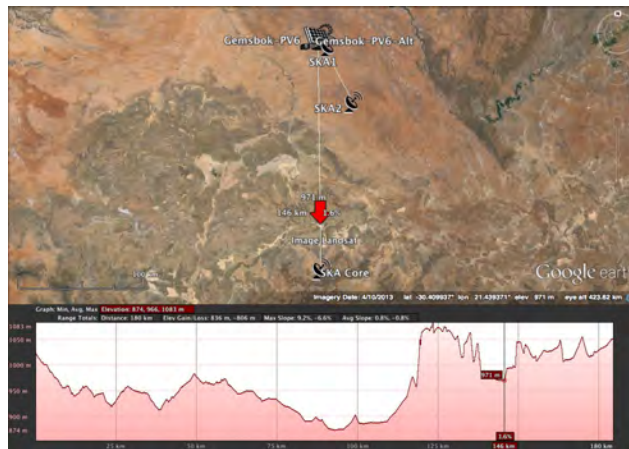 Gemsbok-PV6 Gemsbok-PV6-Alt
SKA1
SKA2
971 m
146 km 1.6%
Image Landsat
SKA Core
Google eart
Imagery Date: 4/10/2013 lat -30.409937° lon 21.439371° elev 971 m eye alt 423.82 km
Graph: Min, Avg, Max Elevation: 874, 966, 1083 m
Range Totals: Distance: 180 km Elev Gain/Loss: 836 m, -806 m Max Slope: 9.2%, -6.6% Avg Slope: 0.8%, -0.8%
1083 m
1050 m
1000 m
971 m
950 m
900 m
874 m
1.6%
25 km 50 km 75 km 100 km 125 km 146 km 180 km